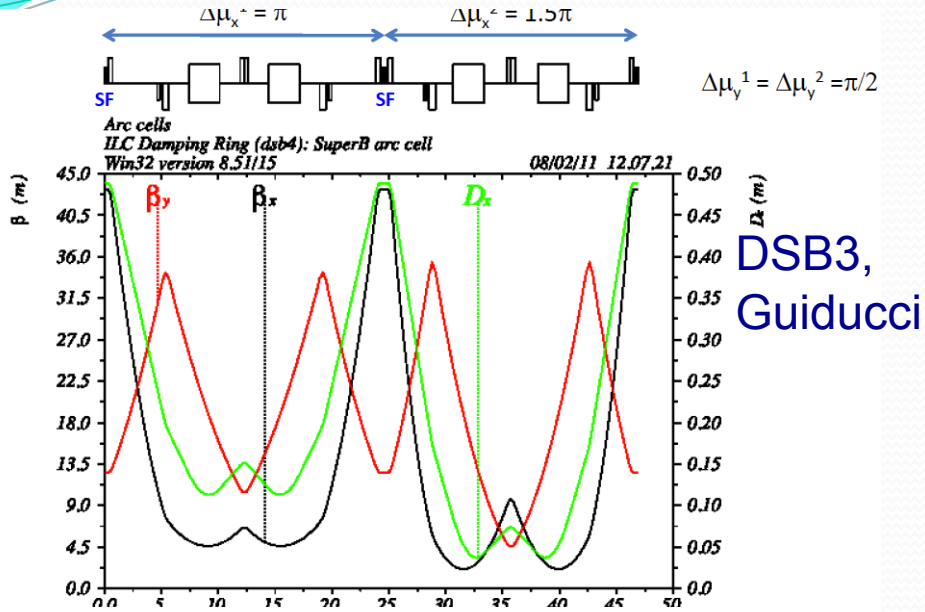 Δμₓ¹ = π
Δμₓ² = 1.5π
Δμᵧ¹ = Δμᵧ² =π/2
SF
SF
Arc cells
ILC Damping Ring (dsb4): SuperB arc cell
Win32 version 8.51/15 08/02/11 12.07.21
β (m)
45.0
40.5
36.0
31.5
27.0
22.5
18.0
13.5
9.0
4.5
0.0
βy
βx
Dx
0.50
0.45
0.40
0.35
0.30
0.25
0.20
0.15
0.10
0.05
0.0
Dx (m)
DSB3,
Guiducci
0.0 5. 10. 15. 20. 25. 30. 35. 40. 45. 50.